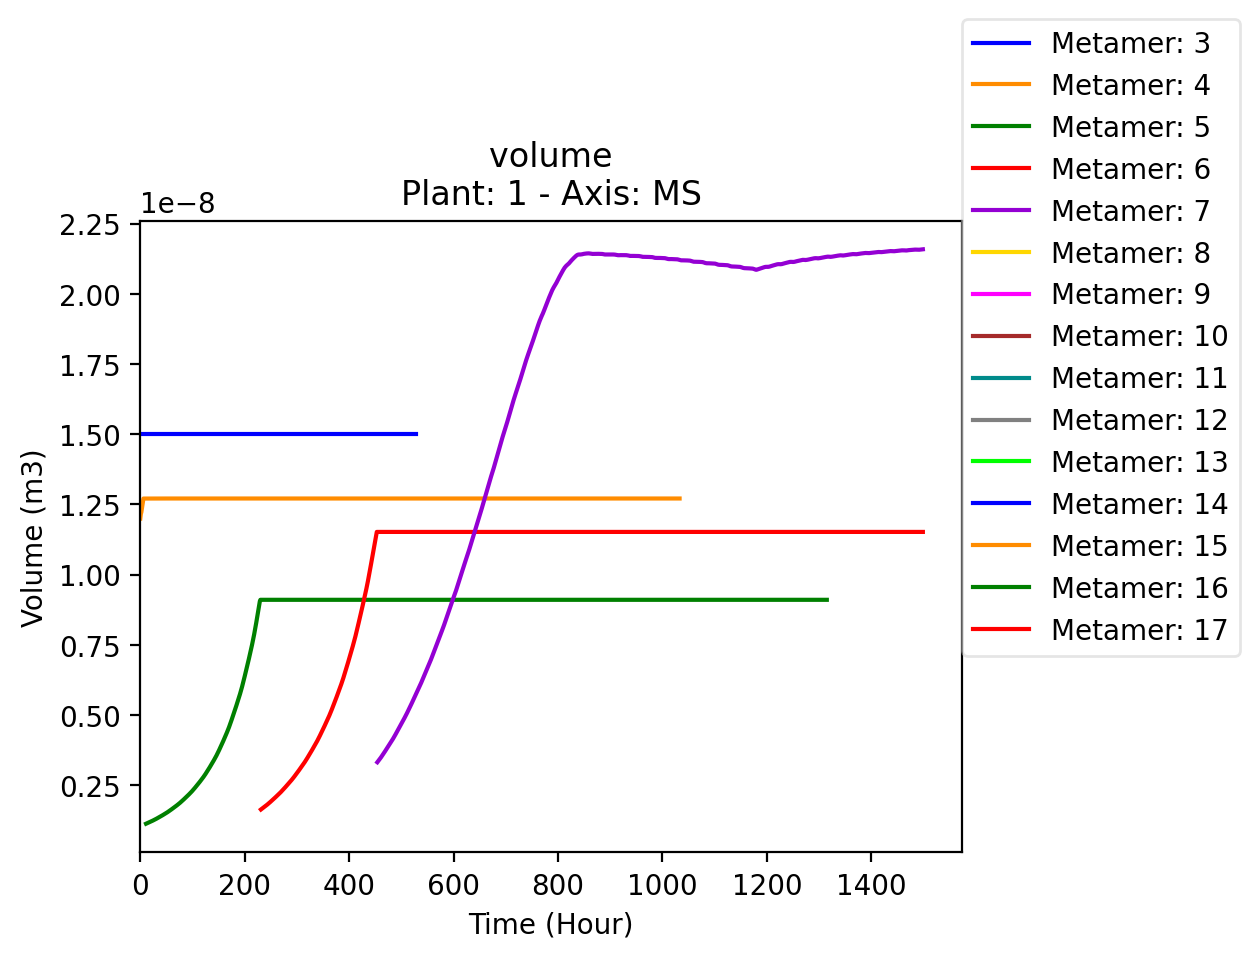 volume
Plant: 1 - Axis: MS
1e−8
2.25
2.00
1.75
1.50
1.25
1.00
0.75
0.50
0.25
Volume (m3)
0 200 400 600 800 1000 1200 1400
Time (Hour)
Metamer: 3
Metamer: 4
Metamer: 5
Metamer: 6
Metamer: 7
Metamer: 8
Metamer: 9
Metamer: 10
Metamer: 11
Metamer: 12
Metamer: 13
Metamer: 14
Metamer: 15
Metamer: 16
Metamer: 17